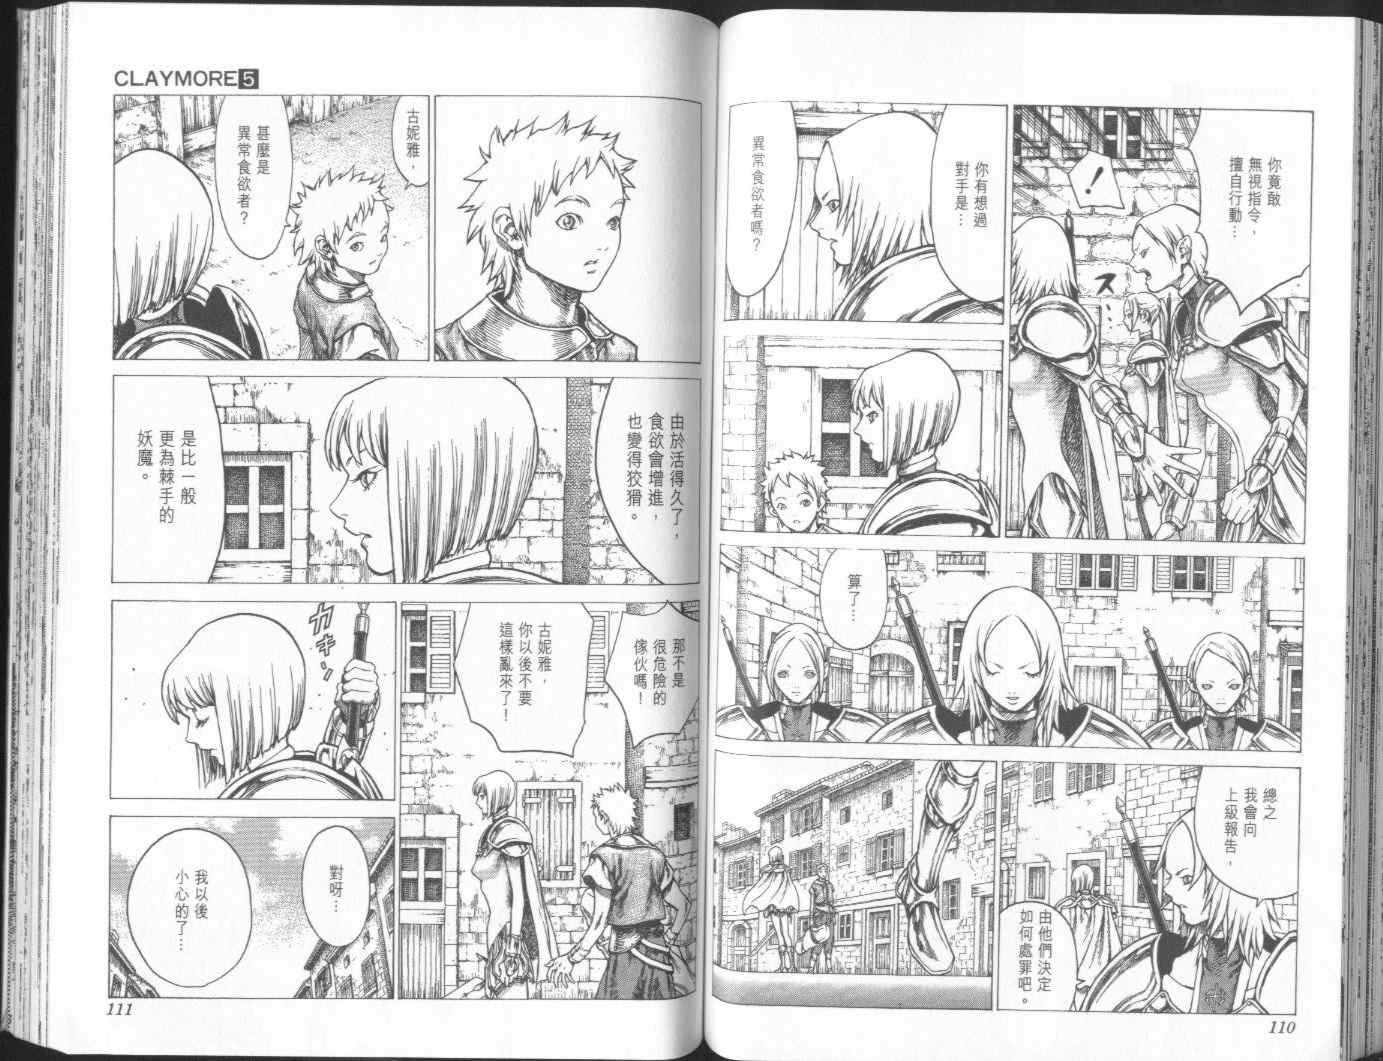 CLAYMORE 5
你竟敢
無視指令、
擅自行動…
！
ス…
你有想過
對手是…
異常食欲者嗎？
算了…
總之
我會向
上級報告，
由他們決定
如何處罪吧。
110
古妮雅，
甚麼是
異常食欲者？
由於活得久了，
食欲會增進，
也變得狡猾。
是比一般
更為棘手的
妖魔。
那不是
很危險的
傢伙嗎！
古妮雅，
你以後不要
這樣亂來了！
カキ…
對呀…
我以後
小心的了…
111